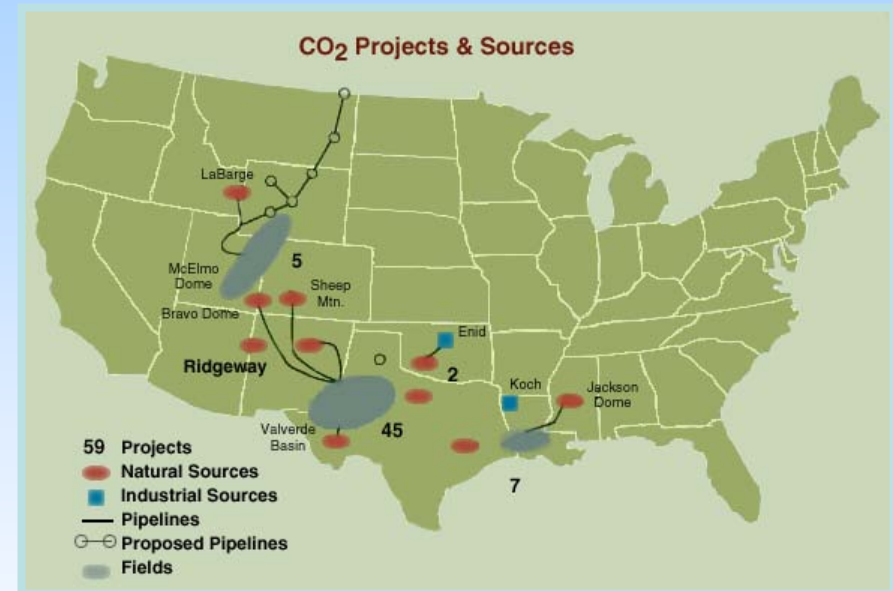 CO2 Projects & Sources
LaBarge
5
McElmo
Dome
Sheep
Mtn.
Bravo Dome
Enid
Ridgeway
2
Koch
Jackson
Dome
Valverde
Basin
45
7
59 Projects
Natural Sources
Industrial Sources
Pipelines
Proposed Pipelines
Fields